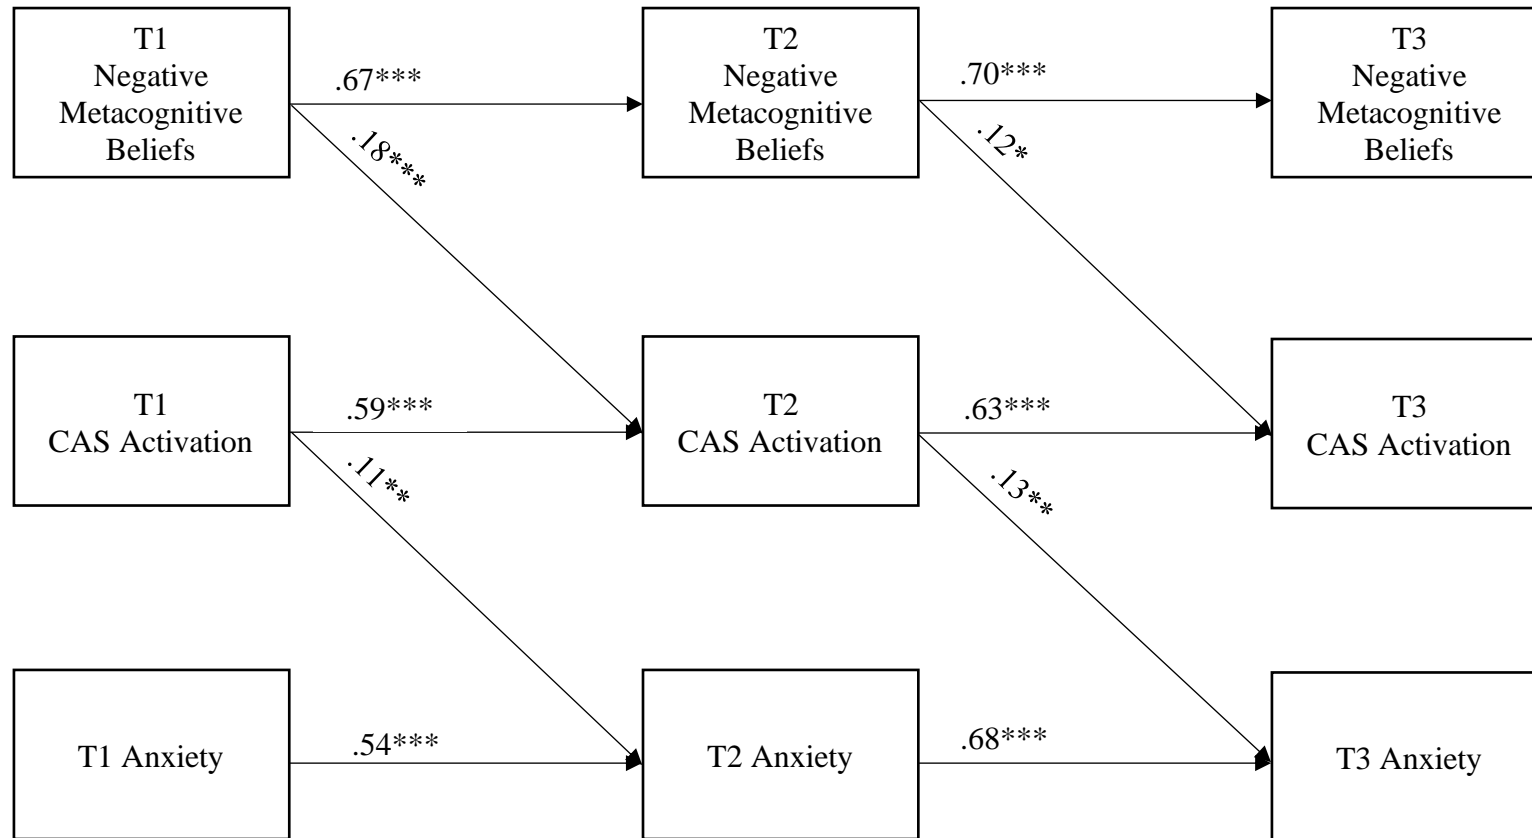 T1
Negative
Metacognitive
Beliefs
.67***
.18***
T2
Negative
Metacognitive
Beliefs
.70***
.12*
T3
Negative
Metacognitive
Beliefs
T1
CAS Activation
.59***
.11**
T2
CAS Activation
.63***
.13**
T3
CAS Activation
T1 Anxiety
.54***
T2 Anxiety
.68***
T3 Anxiety